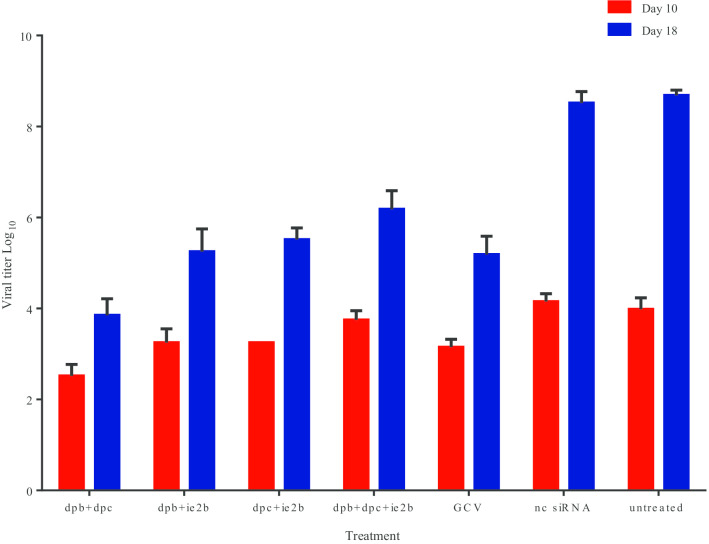 Day 10
Day 18
10
8
6
4
2
0
Viral titer Log10
dpb+dpc
dpb+ie2b
dpc+ie2b
dpb+dpc+ie2b
GCV
nc siRNA
untreated
Treatment